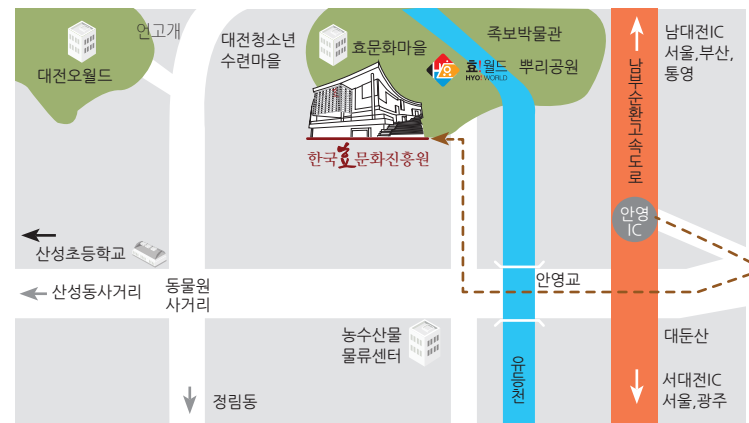 언고개
대전오월드
대전청소년
수련마을
효문화마을
족보박물관
HYO
효!월드
HYO! WORLD
뿌리공원
남대전IC
서울,부산,
통영
남부순환고속도로
한국효문화진흥원
안영
IC
산성초등학교
산성동사거리
동물원
사거리
안영교
농수산물
물류센터
유등천
대둔산
정림동
서대전IC
서울,광주